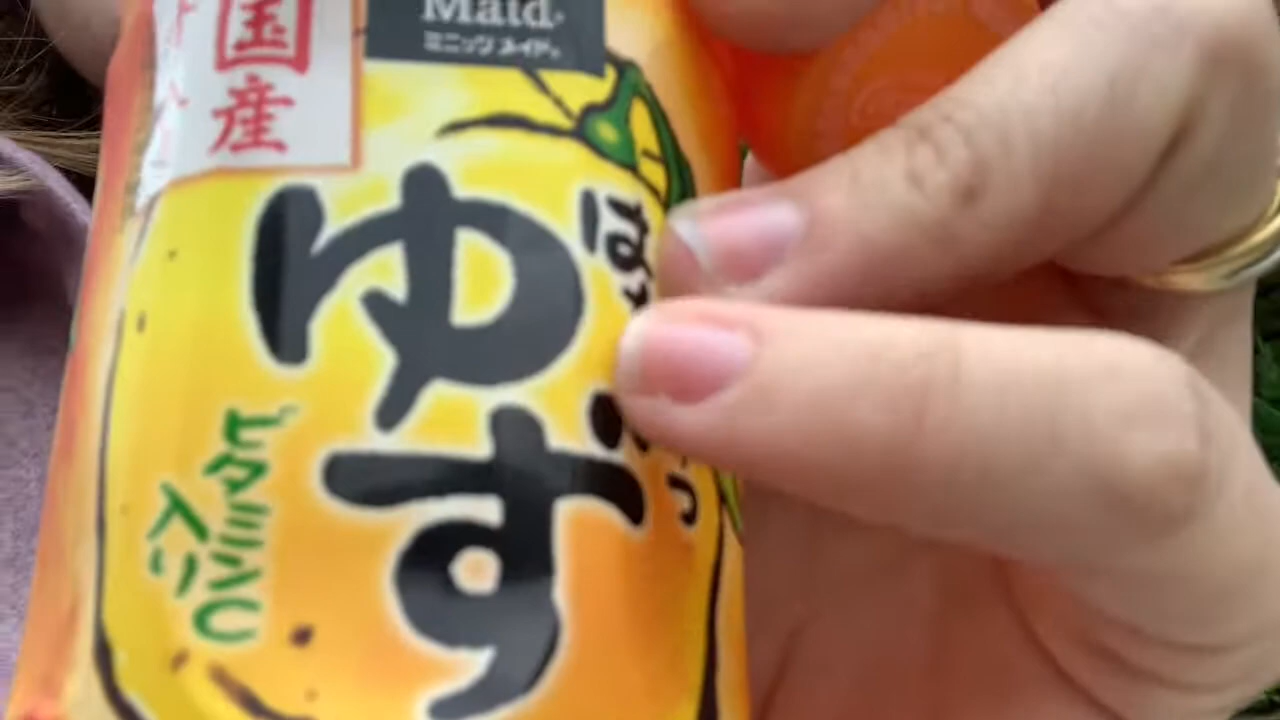 国産
Maid
ミニッツ メイド®
ゆず
ビタミンC
入り